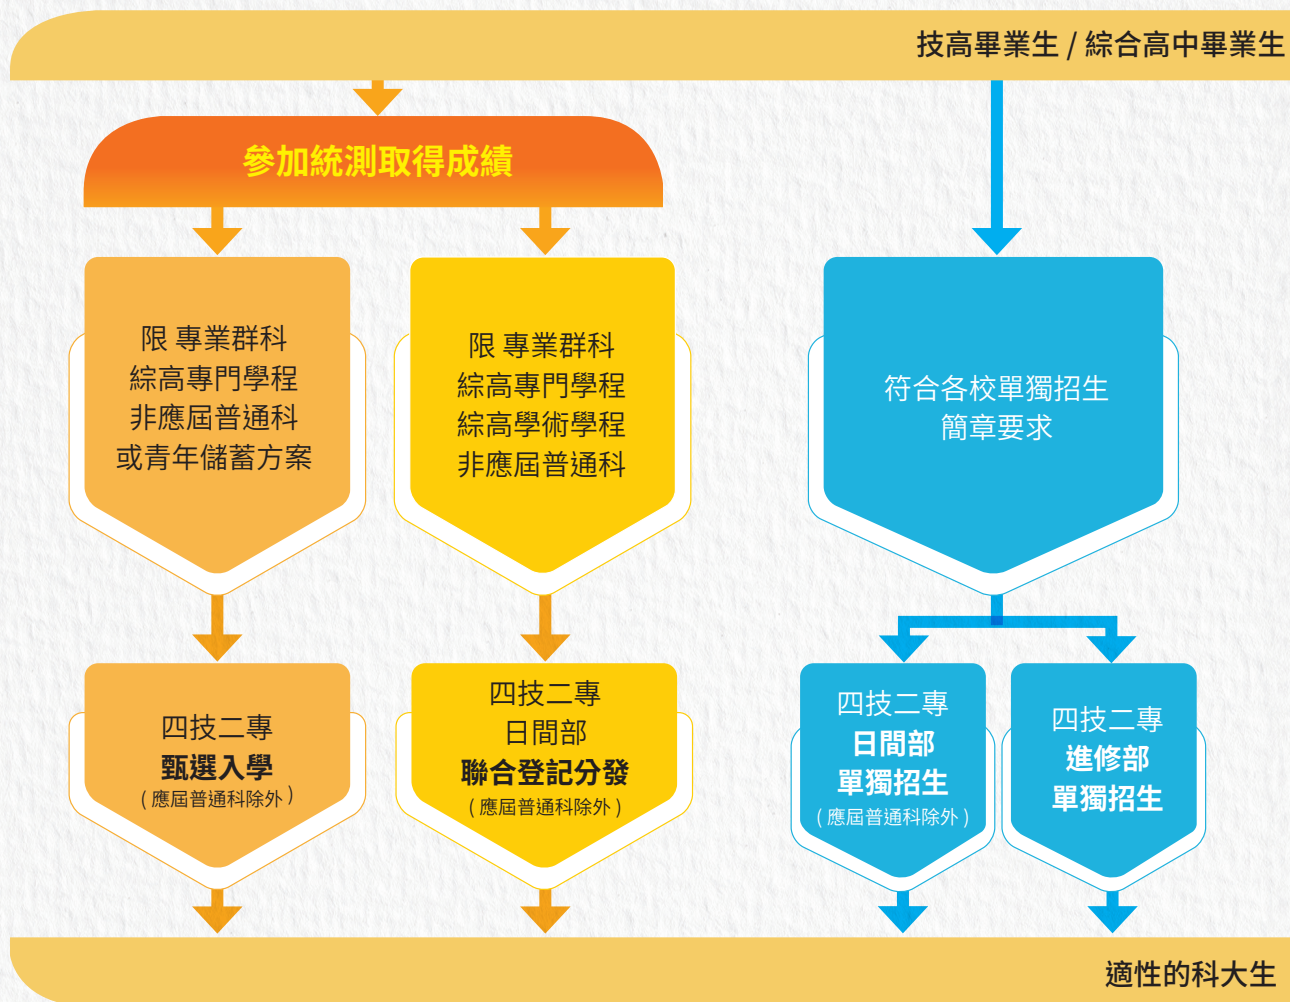 技高畢業生 / 綜合高中畢業生
參加統測取得成績
限 專業群科
綜高專門學程
非應屆普通科
或青年儲蓄方案
限 專業群科
綜高專門學程
綜高學術學程
非應屆普通科
符合各校單獨招生
簡章要求
四技二專
甄選入學
( 應屆普通科除外 )
四技二專
日間部
聯合登記分發
( 應屆普通科除外 )
四技二專
日間部
單獨招生
( 應屆普通科除外 )
四技二專
進修部
單獨招生
適性的科大生